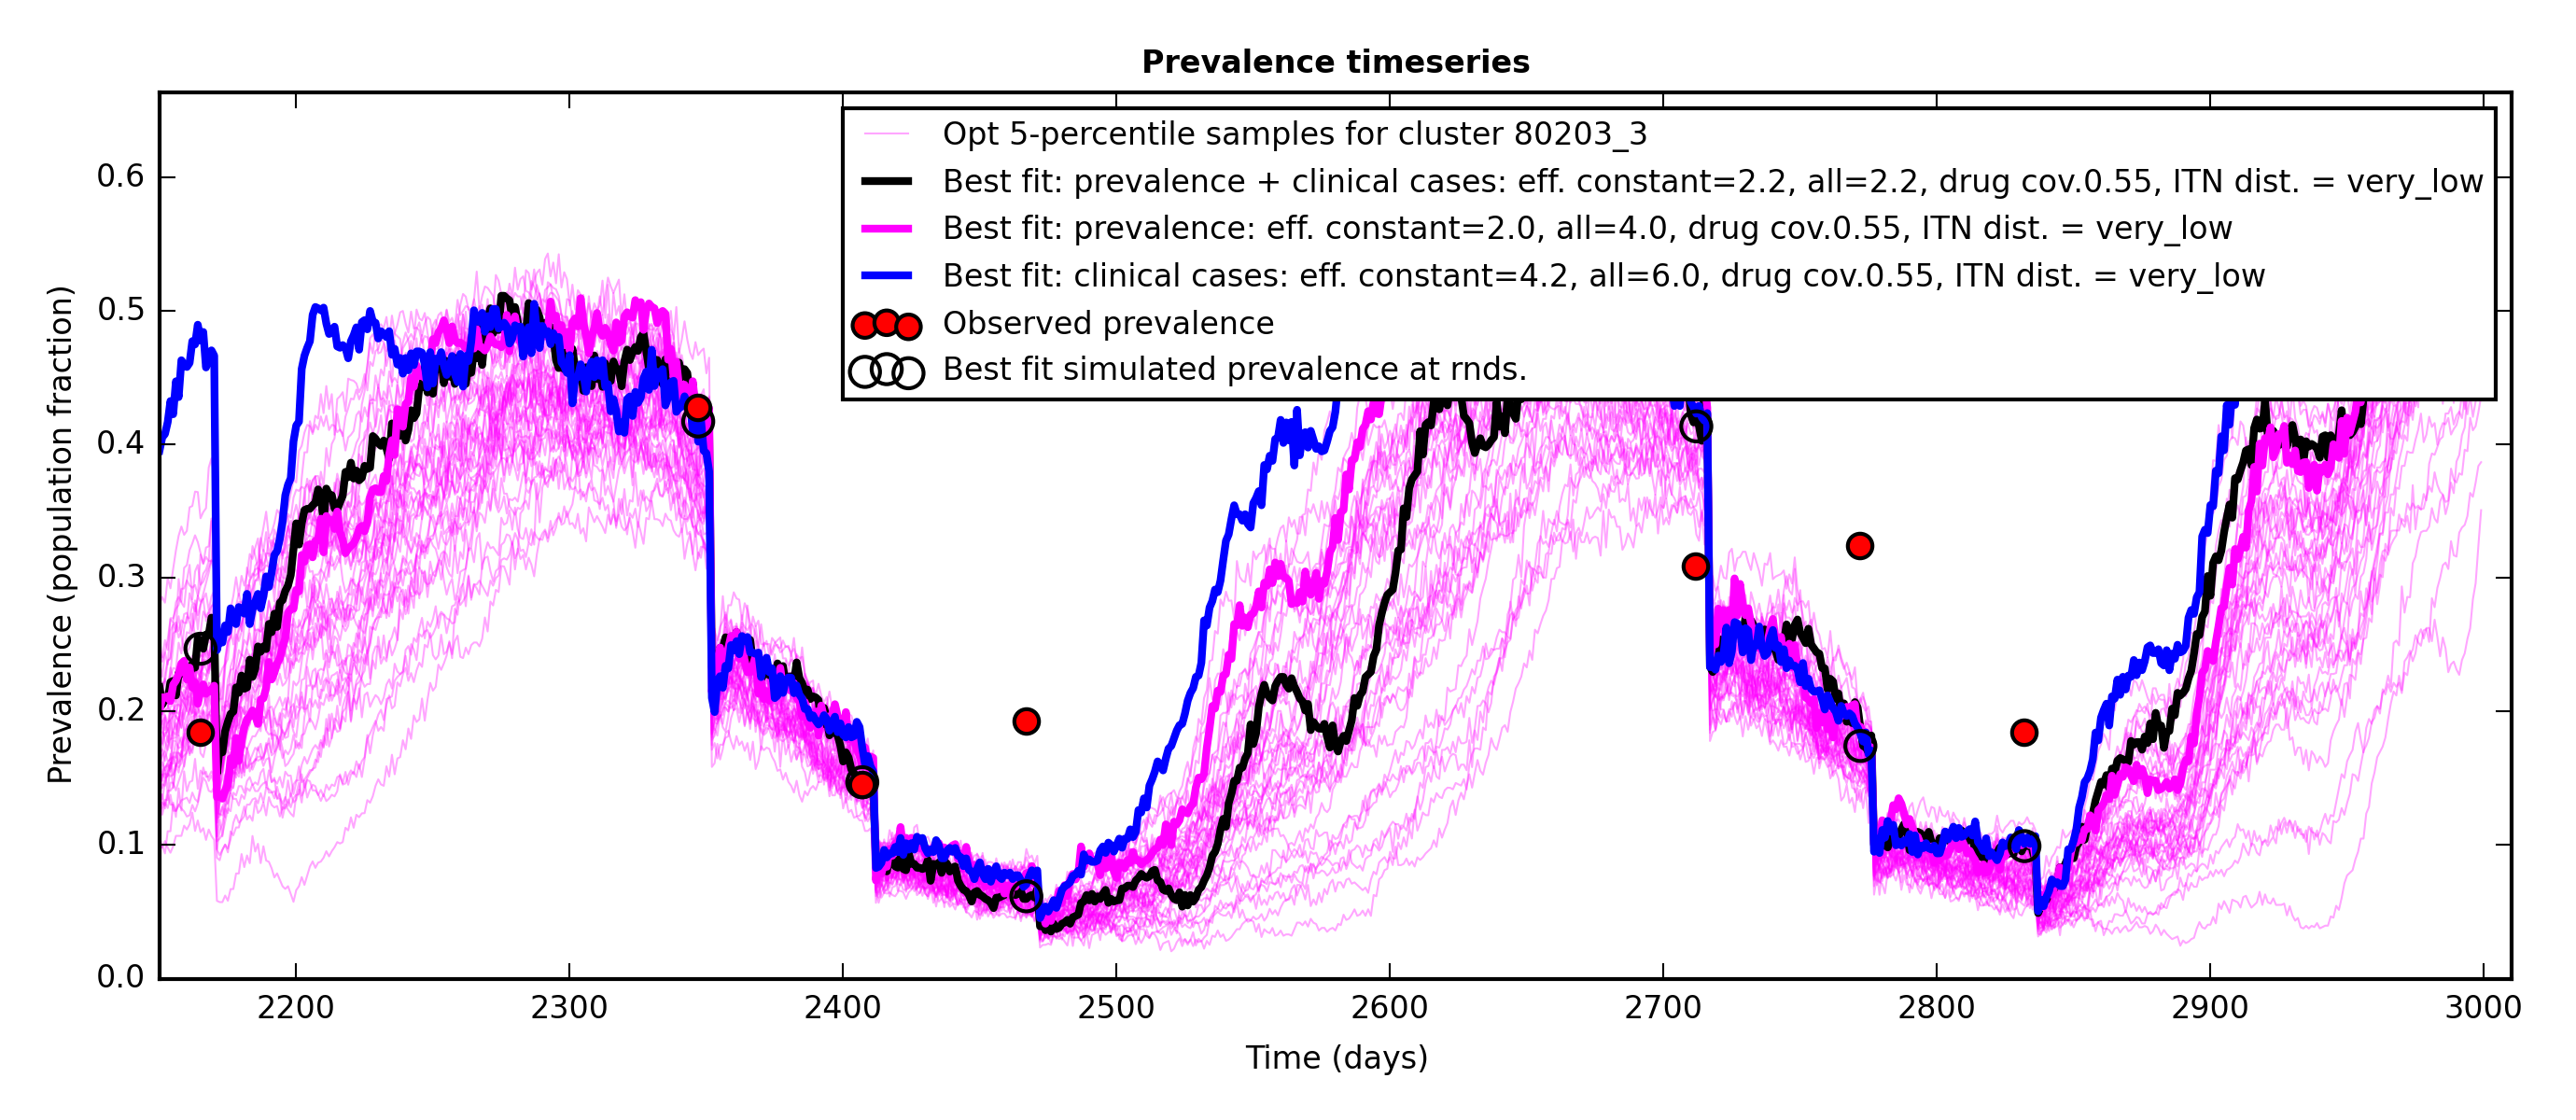 Prevalence timeseries
Opt 5-percentile samples for cluster 80203_3
Best fit: prevalence + clinical cases: eff. constant=2.2, all=2.2, drug cov.0.55, ITN dist. = very_low
Best fit: prevalence: eff. constant=2.0, all=4.0, drug cov.0.55, ITN dist. = very_low
Best fit: clinical cases: eff. constant=4.2, all=6.0, drug cov.0.55, ITN dist. = very_low
Observed prevalence
Best fit simulated prevalence at rnds.
Prevalence (population fraction)
0.6
0.5
0.4
0.3
0.2
0.1
0.0
2200 2300 2400 2500 2600 2700 2800 2900 3000
Time (days)